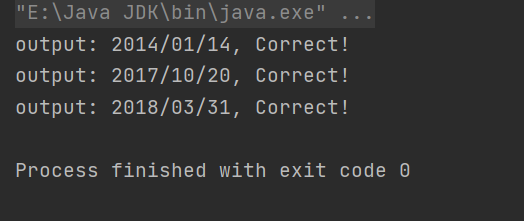 "E:\Java JDK\bin\java.exe" ...
output: 2014/01/14, Correct!
output: 2017/10/20, Correct!
output: 2018/03/31, Correct!
Process finished with exit code 0